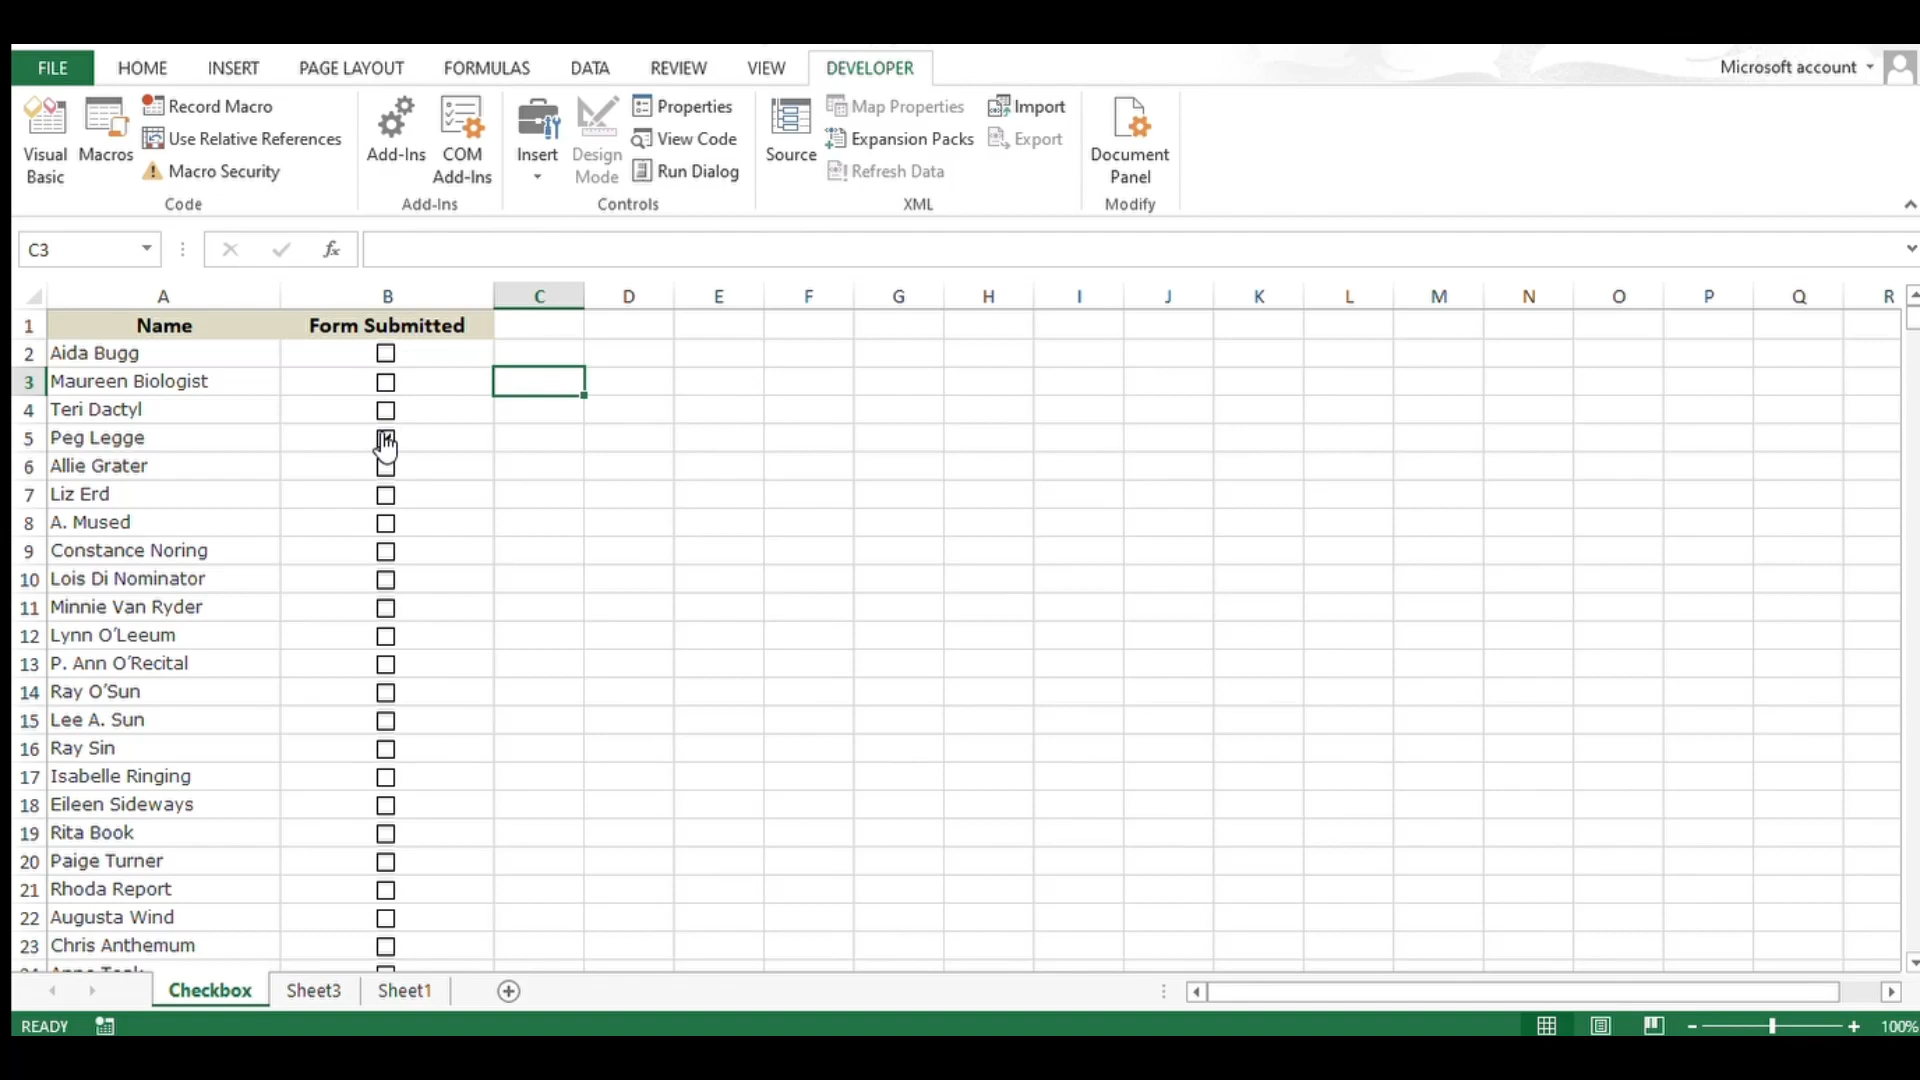 FILE HOME INSERT PAGE LAYOUT FORMULAS DATA REVIEW VIEW DEVELOPER Microsoft account
Visual Basic
Macros
Record Macro
Use Relative References
Macro Security
Code
Add-Ins
COM Add-Ins
Add-Ins
Insert
Design Mode
Properties
View Code
Run Dialog
Controls
Source
Map Properties
Expansion Packs
Refresh Data
Import
Export
XML
Document Panel
Modify
C3 fx
A B C D E F G H I J K L M N O P Q R
1 Name Form Submitted
2 Aida Bugg
3 Maureen Biologist
4 Teri Dactyl
5 Peg Legge
6 Allie Grater
7 Liz Erd
8 A. Mused
9 Constance Noring
10 Lois Di Nominator
11 Minnie Van Ryder
12 Lynn O’Leeum
13 P. Ann O’Recital
14 Ray O’Sun
15 Lee A. Sun
16 Ray Sin
17 Isabelle Ringing
18 Eileen Sideways
19 Rita Book
20 Paige Turner
21 Rhoda Report
22 Augusta Wind
23 Chris Anthemum
Checkbox Sheet3 Sheet1
READY 100%